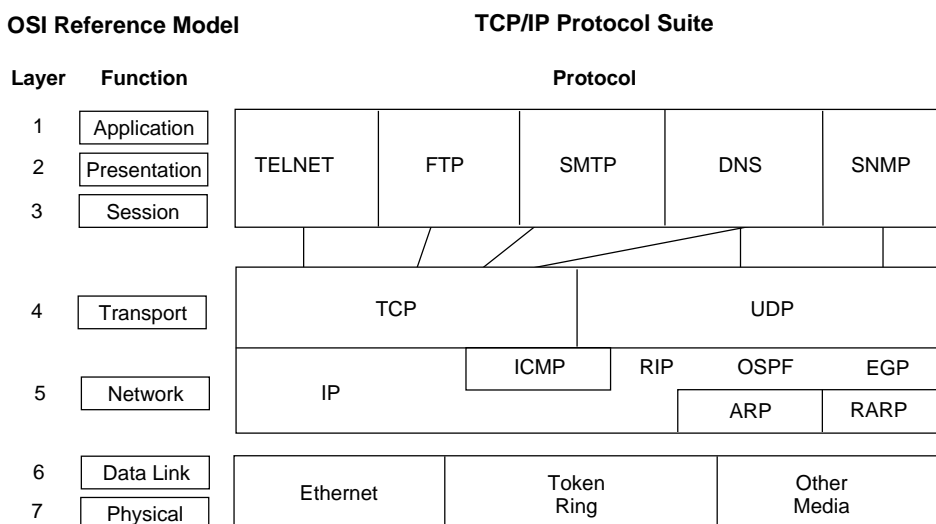 OSI Reference Model TCP/IP Protocol Suite
Layer Function Protocol
1 Application
2 Presentation TELNET FTP SMTP DNS SNMP
3 Session
4 Transport TCP UDP
ICMP RIP OSPF EGP
5 Network IP
ARP RARP
6 Data Link
Ethernet Token Ring Other Media
7 Physical